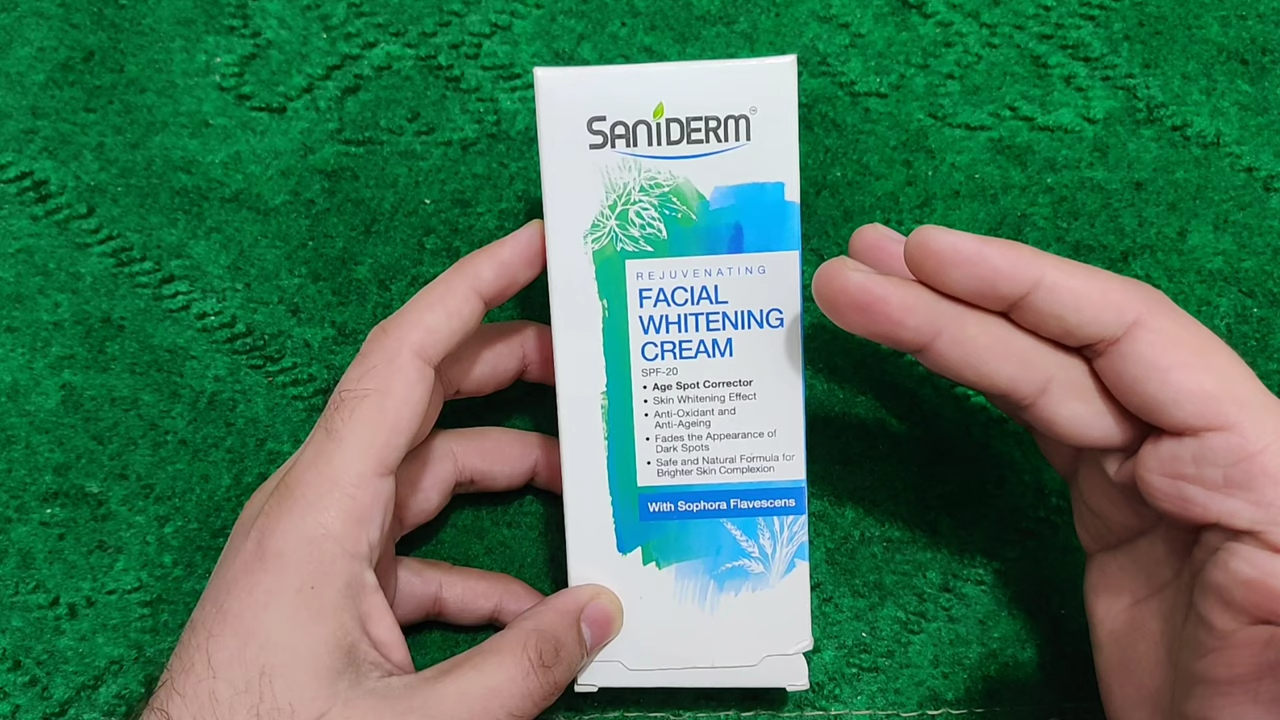 SANiDERM™
REJUVENATING
FACIAL
WHITENING
CREAM
SPF-20
• Age Spot Corrector
• Skin Whitening Effect
• Anti-Oxidant and
Anti-Ageing
• Fades the Appearance of
Dark Spots
• Safe and Natural Formula for
Brighter Skin Complexion
With Sophora Flavescens